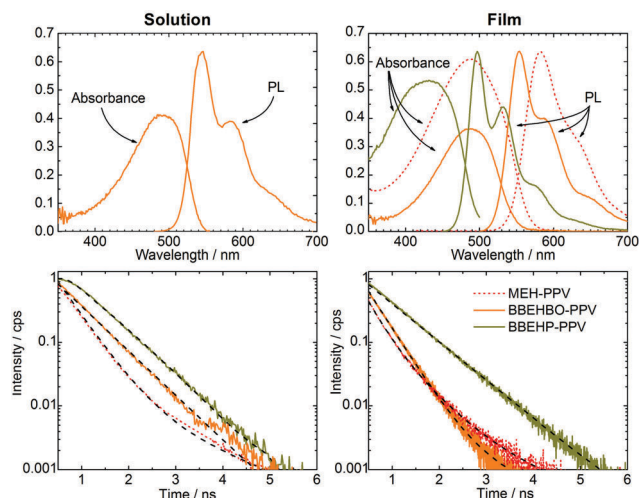 Solution
0.7
0.6
0.5
0.4
0.3
0.2
0.1
0.0
Absorbance
PL
400 500 600 700
Wavelength / nm
Film
0.7
0.6
0.5
0.4
0.3
0.2
0.1
0.0
Absorbance
PL
400 500 600 700
Wavelength / nm
Intensity / cps
1
0.1
0.01
0.001
1 2 3 4 5 6
Time / ns
Intensity / cps
1
0.1
0.01
0.001
MEH-PPV
BBEHBO-PPV
BBEHP-PPV
1 2 3 4 5 6
Time / ns